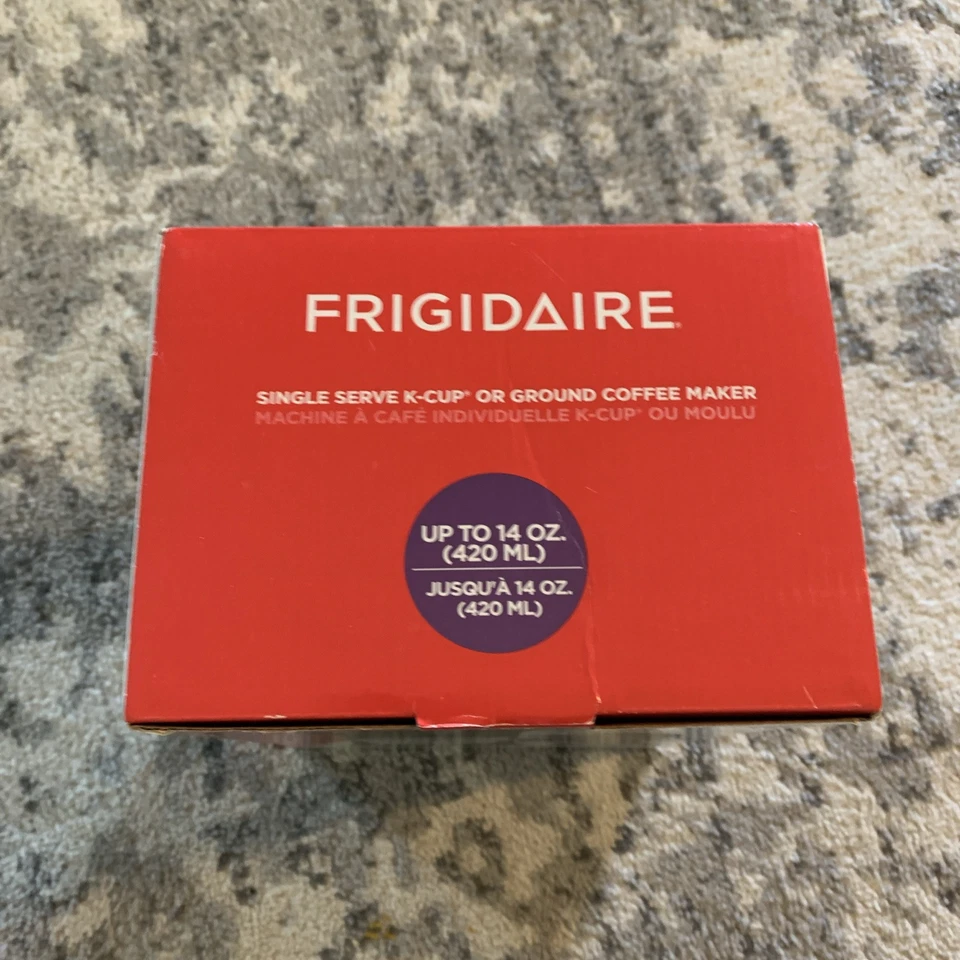 FRIGIDAIRE®
SINGLE SERVE K-CUP® OR GROUND COFFEE MAKER
MACHINE À CAFÉ INDIVIDUELLE K-CUP® OU MOULU
UP TO 14 OZ.
(420 ML)
JUSQU'À 14 OZ.
(420 ML)